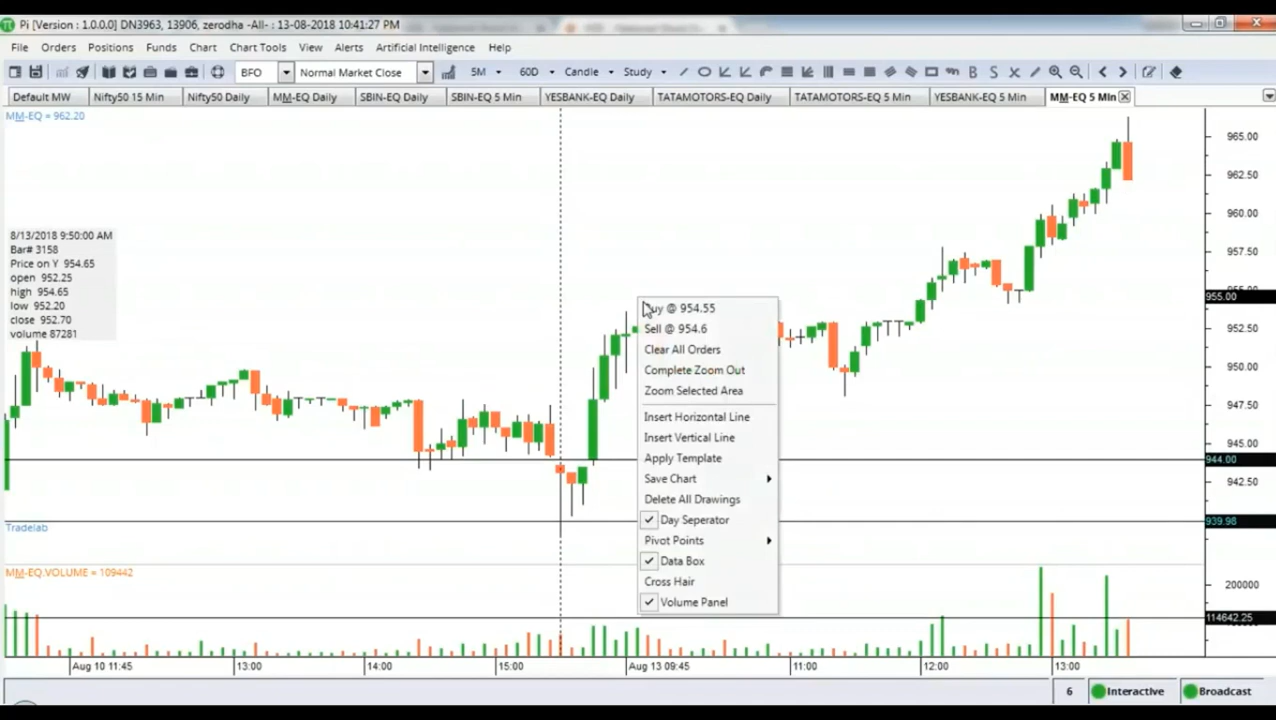 Pi [Version : 1.0.0.0] DN3963, 13906, zerodha -All- : 13-08-2018 10:41:27 PM
File Orders Positions Funds Chart Chart Tools View Alerts Artificial Intelligence Help
BFO Normal Market Close 5M 60D Candle Study B S X
Default MW Nifty50 15 Min Nifty50 Daily MM-EQ Daily SBIN-EQ Daily SBIN-EQ 5 Min YESBANK-EQ Daily TATAMOTORS-EQ Daily TATAMOTORS-EQ 5 Min YESBANK-EQ 5 Min MM-EQ 5 Min
MM-EQ = 962.20
965.00
962.50
960.00
957.50
955.00
952.50
950.00
947.50
945.00
944.00
942.50
939.98
8/13/2018 9:50:00 AM
Bar# 3158
Price on Y 954.65
open 952.25
high 954.65
low 952.20
close 952.70
volume 87281
Buy @ 954.55
Sell @ 954.6
Clear All Orders
Complete Zoom Out
Zoom Selected Area
Insert Horizontal Line
Insert Vertical Line
Apply Template
Save Chart
Delete All Drawings
Day Seperator
Pivot Points
Data Box
Cross Hair
Volume Panel
Tradelab
MM-EQ.VOLUME = 109442
200000
114642.25
Aug 10 11:45 13:00 14:00 15:00 Aug 13 09:45 11:00 12:00 13:00
6 Interactive Broadcast